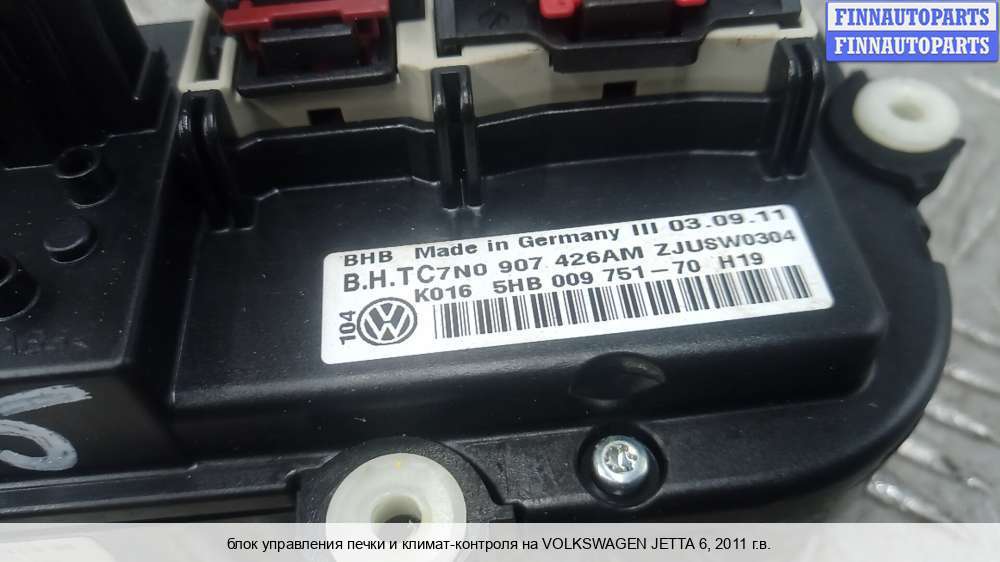 FINNAUTOPARTS
FINNAUTOPARTS
BHB Made in Germany III 03.09.11
B.H.TC7N0 907 426AM ZJUSW0304
K016 5HB 009 751-70 H19
104
блок управления печки и климат-контроля на VOLKSWAGEN JETTA 6, 2011 г.в.